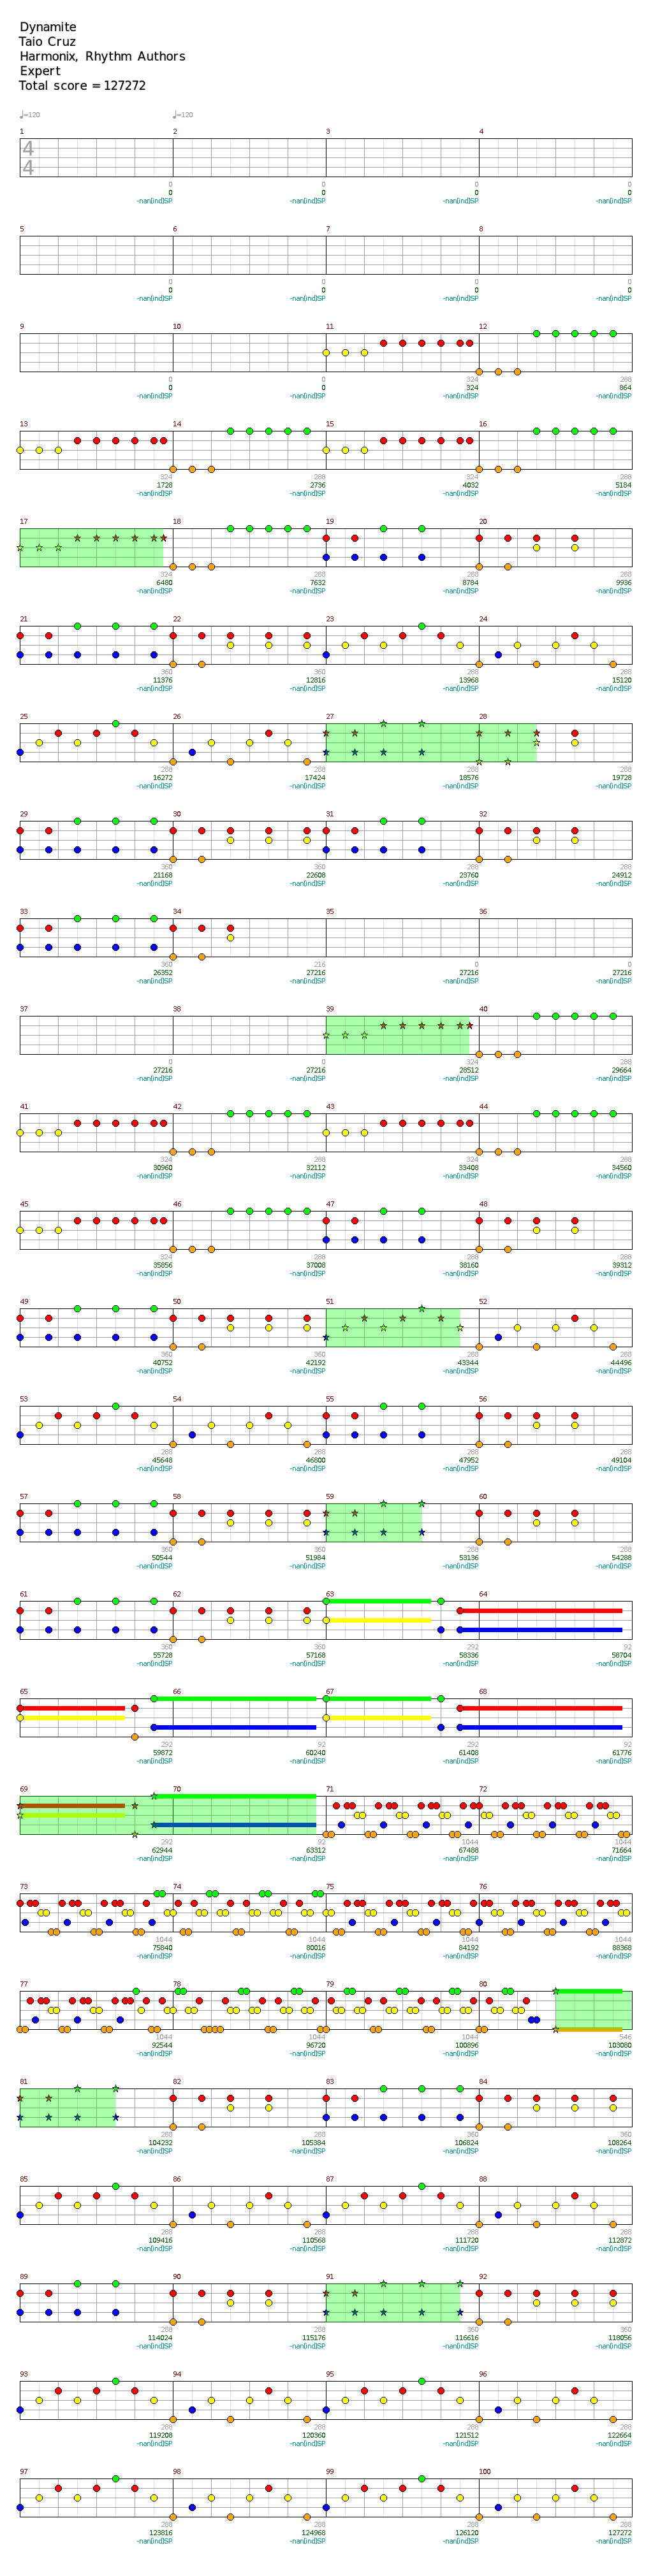 Dynamite
Taio Cruz
Harmonix, Rhythm Authors
Expert
Total score = 127272
♩=120 ♩=120
1 2 3 4
4
4
0 0 0 0
0 0 0 0
-nan(ind)SP -nan(ind)SP -nan(ind)SP -nan(ind)SP
5 6 7 8
0 0 0 0
0 0 0 0
-nan(ind)SP -nan(ind)SP -nan(ind)SP -nan(ind)SP
9 10 11 12
0 0 324 288
0 0 324 864
-nan(ind)SP -nan(ind)SP -nan(ind)SP -nan(ind)SP
13 14 15 16
324 288 324 288
1728 2736 4032 5184
-nan(ind)SP -nan(ind)SP -nan(ind)SP -nan(ind)SP
17 18 19 20
324 288 288 288
6480 7632 8784 9936
-nan(ind)SP -nan(ind)SP -nan(ind)SP -nan(ind)SP
21 22 23 24
360 360 288 288
11376 12816 13968 15120
-nan(ind)SP -nan(ind)SP -nan(ind)SP -nan(ind)SP
25 26 27 28
288 288 288 288
16272 17424 18576 19728
-nan(ind)SP -nan(ind)SP -nan(ind)SP -nan(ind)SP
29 30 31 32
360 360 288 288
21168 22608 23760 24912
-nan(ind)SP -nan(ind)SP -nan(ind)SP -nan(ind)SP
33 34 35 36
360 216 0 0
26352 27216 27216 27216
-nan(ind)SP -nan(ind)SP -nan(ind)SP -nan(ind)SP
37 38 39 40
0 0 324 288
27216 27216 28512 29664
-nan(ind)SP -nan(ind)SP -nan(ind)SP -nan(ind)SP
41 42 43 44
324 288 324 288
30960 32112 33408 34560
-nan(ind)SP -nan(ind)SP -nan(ind)SP -nan(ind)SP
45 46 47 48
324 288 288 288
35856 37008 38160 39312
-nan(ind)SP -nan(ind)SP -nan(ind)SP -nan(ind)SP
49 50 51 52
360 360 288 288
40752 42192 43344 44496
-nan(ind)SP -nan(ind)SP -nan(ind)SP -nan(ind)SP
53 54 55 56
288 288 288 288
45648 46800 47952 49104
-nan(ind)SP -nan(ind)SP -nan(ind)SP -nan(ind)SP
57 58 59 60
360 360 288 288
50544 51984 53136 54288
-nan(ind)SP -nan(ind)SP -nan(ind)SP -nan(ind)SP
61 62 63 64
360 360 292 92
55728 57168 58336 58704
-nan(ind)SP -nan(ind)SP -nan(ind)SP -nan(ind)SP
65 66 67 68
292 92 292 92
59872 60240 61408 61776
-nan(ind)SP -nan(ind)SP -nan(ind)SP -nan(ind)SP
69 70 71 72
292 92 1044 1044
62944 63312 67488 71664
-nan(ind)SP -nan(ind)SP -nan(ind)SP -nan(ind)SP
73 74 75 76
1044 1044 1044 1044
75840 80016 84192 88368
-nan(ind)SP -nan(ind)SP -nan(ind)SP -nan(ind)SP
77 78 79 80
1044 1044 1044 546
92544 96720 100896 103080
-nan(ind)SP -nan(ind)SP -nan(ind)SP -nan(ind)SP
81 82 83 84
288 288 360 360
104232 105384 106824 108264
-nan(ind)SP -nan(ind)SP -nan(ind)SP -nan(ind)SP
85 86 87 88
288 288 288 288
109416 110568 111720 112872
-nan(ind)SP -nan(ind)SP -nan(ind)SP -nan(ind)SP
89 90 91 92
288 288 360 360
114024 115176 116616 118056
-nan(ind)SP -nan(ind)SP -nan(ind)SP -nan(ind)SP
93 94 95 96
288 288 288 288
119208 120360 121512 122664
-nan(ind)SP -nan(ind)SP -nan(ind)SP -nan(ind)SP
97 98 99 100
288 288 288 288
123816 124968 126120 127272
-nan(ind)SP -nan(ind)SP -nan(ind)SP -nan(ind)SP